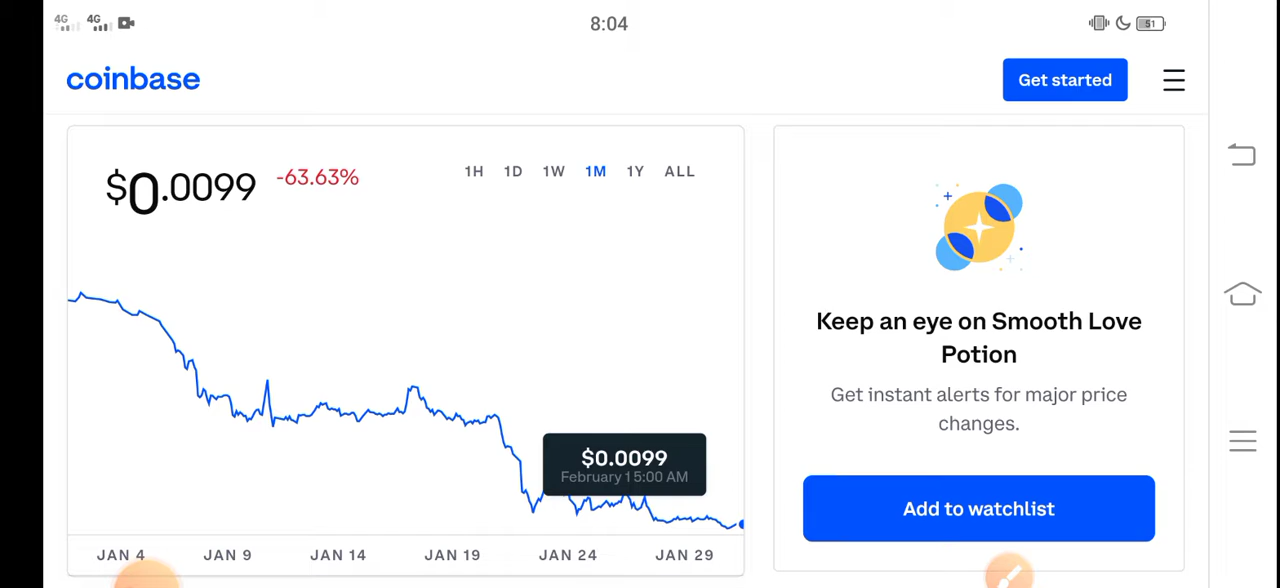 4G 4G 8:04 51
coinbase
Get started
$0.0099 -63.63%
1H 1D 1W 1M 1Y ALL
$0.0099
February 1 5:00 AM
JAN 4 JAN 9 JAN 14 JAN 19 JAN 24 JAN 29
Keep an eye on Smooth Love
Potion
Get instant alerts for major price
changes.
Add to watchlist